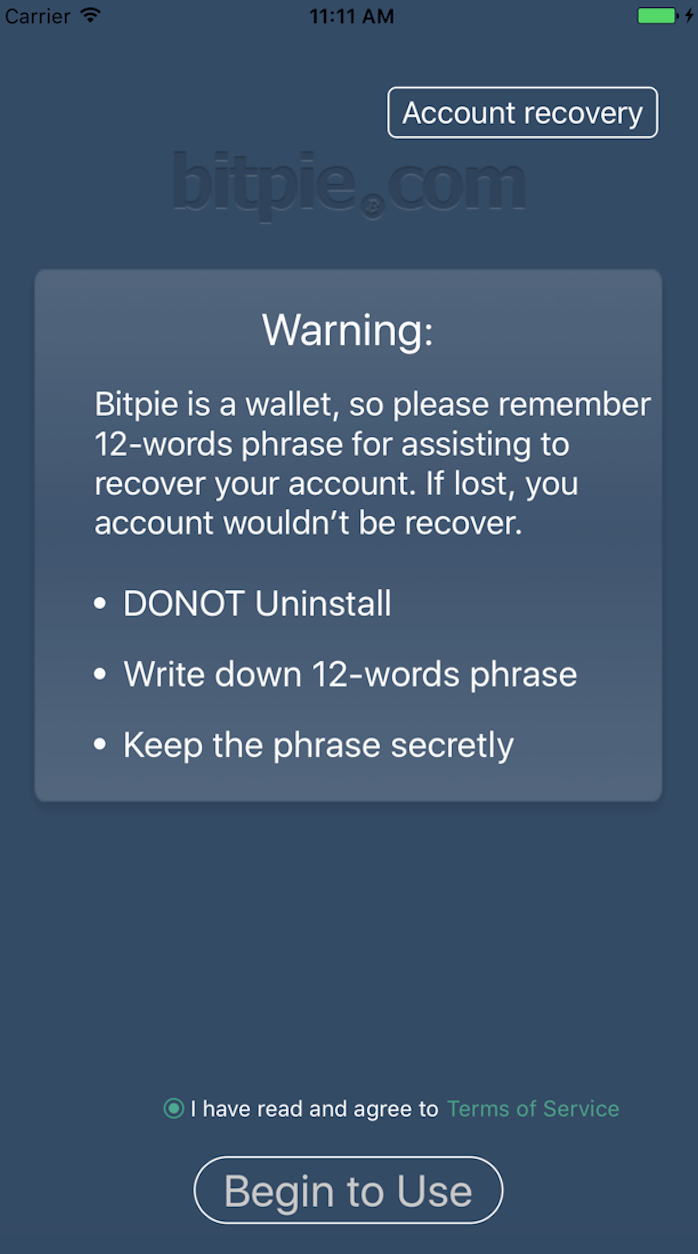 Carrier 11:11 AM
Account recovery
bitpie.com
Warning:
Bitpie is a wallet, so please remember
12-words phrase for assisting to
recover your account. If lost, you
account wouldn’t be recover.
• DONOT Uninstall
• Write down 12-words phrase
• Keep the phrase secretly
I have read and agree to Terms of Service
Begin to Use